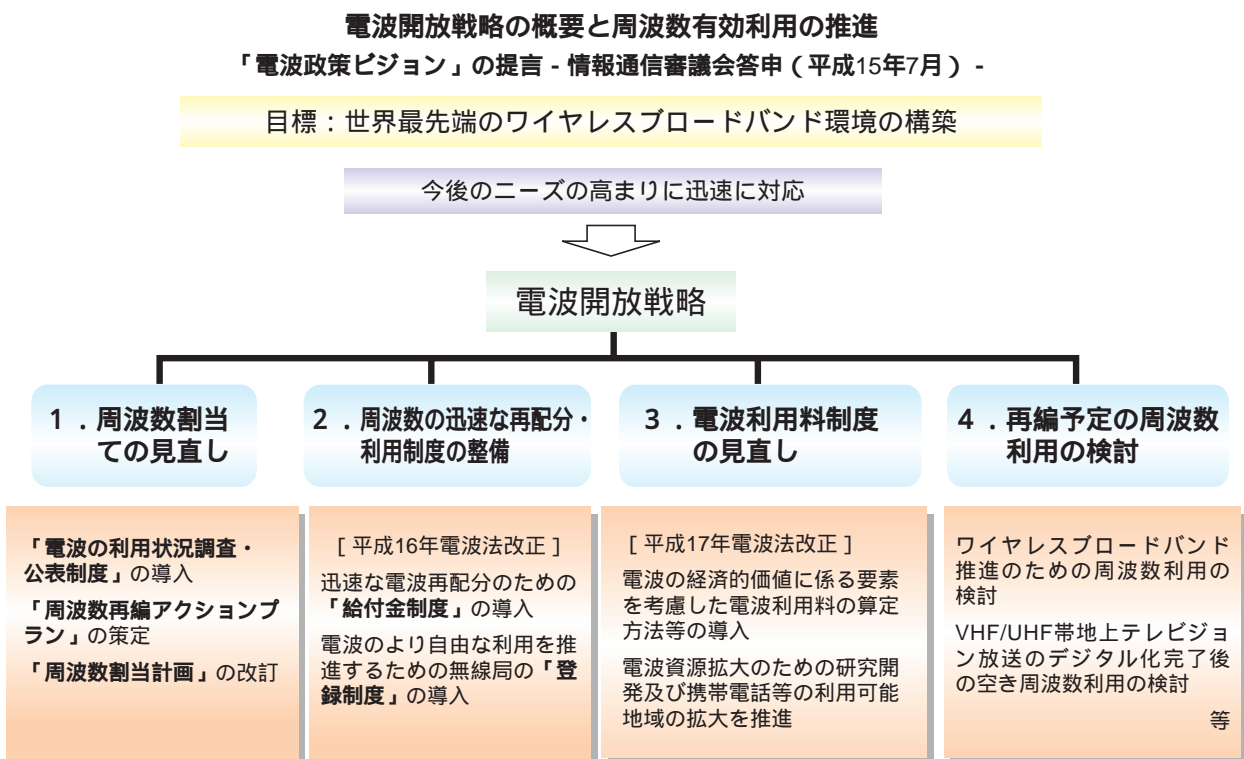 電波開放戦略の概要と周波数有効利用の推進
「電波政策ビジョン」の提言 - 情報通信審議会答申（平成15年7月） -
目標：世界最先端のワイヤレスブロードバンド環境の構築
今後のニーズの高まりに迅速に対応
電波開放戦略
1．周波数割当
ての見直し
「電波の利用状況調査・
公表制度」の導入
「周波数再編アクションプ
ラン」の策定
「周波数割当計画」の改訂
2．周波数の迅速な再配分・
利用制度の整備
［平成16年電波法改正］
迅速な電波再配分のための
「給付金制度」の導入
電波のより自由な利用を推
進するための無線局の「登
録制度」の導入
3．電波利用料制度
の見直し
［平成17年電波法改正］
電波の経済的価値に係る要素
を考慮した電波利用料の算定
方法等の導入
電波資源拡大のための研究開
発及び携帯電話等の利用可能
地域の拡大を推進
4．再編予定の周波数
利用の検討
ワイヤレスブロードバンド
推進のための周波数利用の
検討
VHF/UHF帯地上テレビジョ
ン放送のデジタル化完了後
の空き周波数利用の検討
等